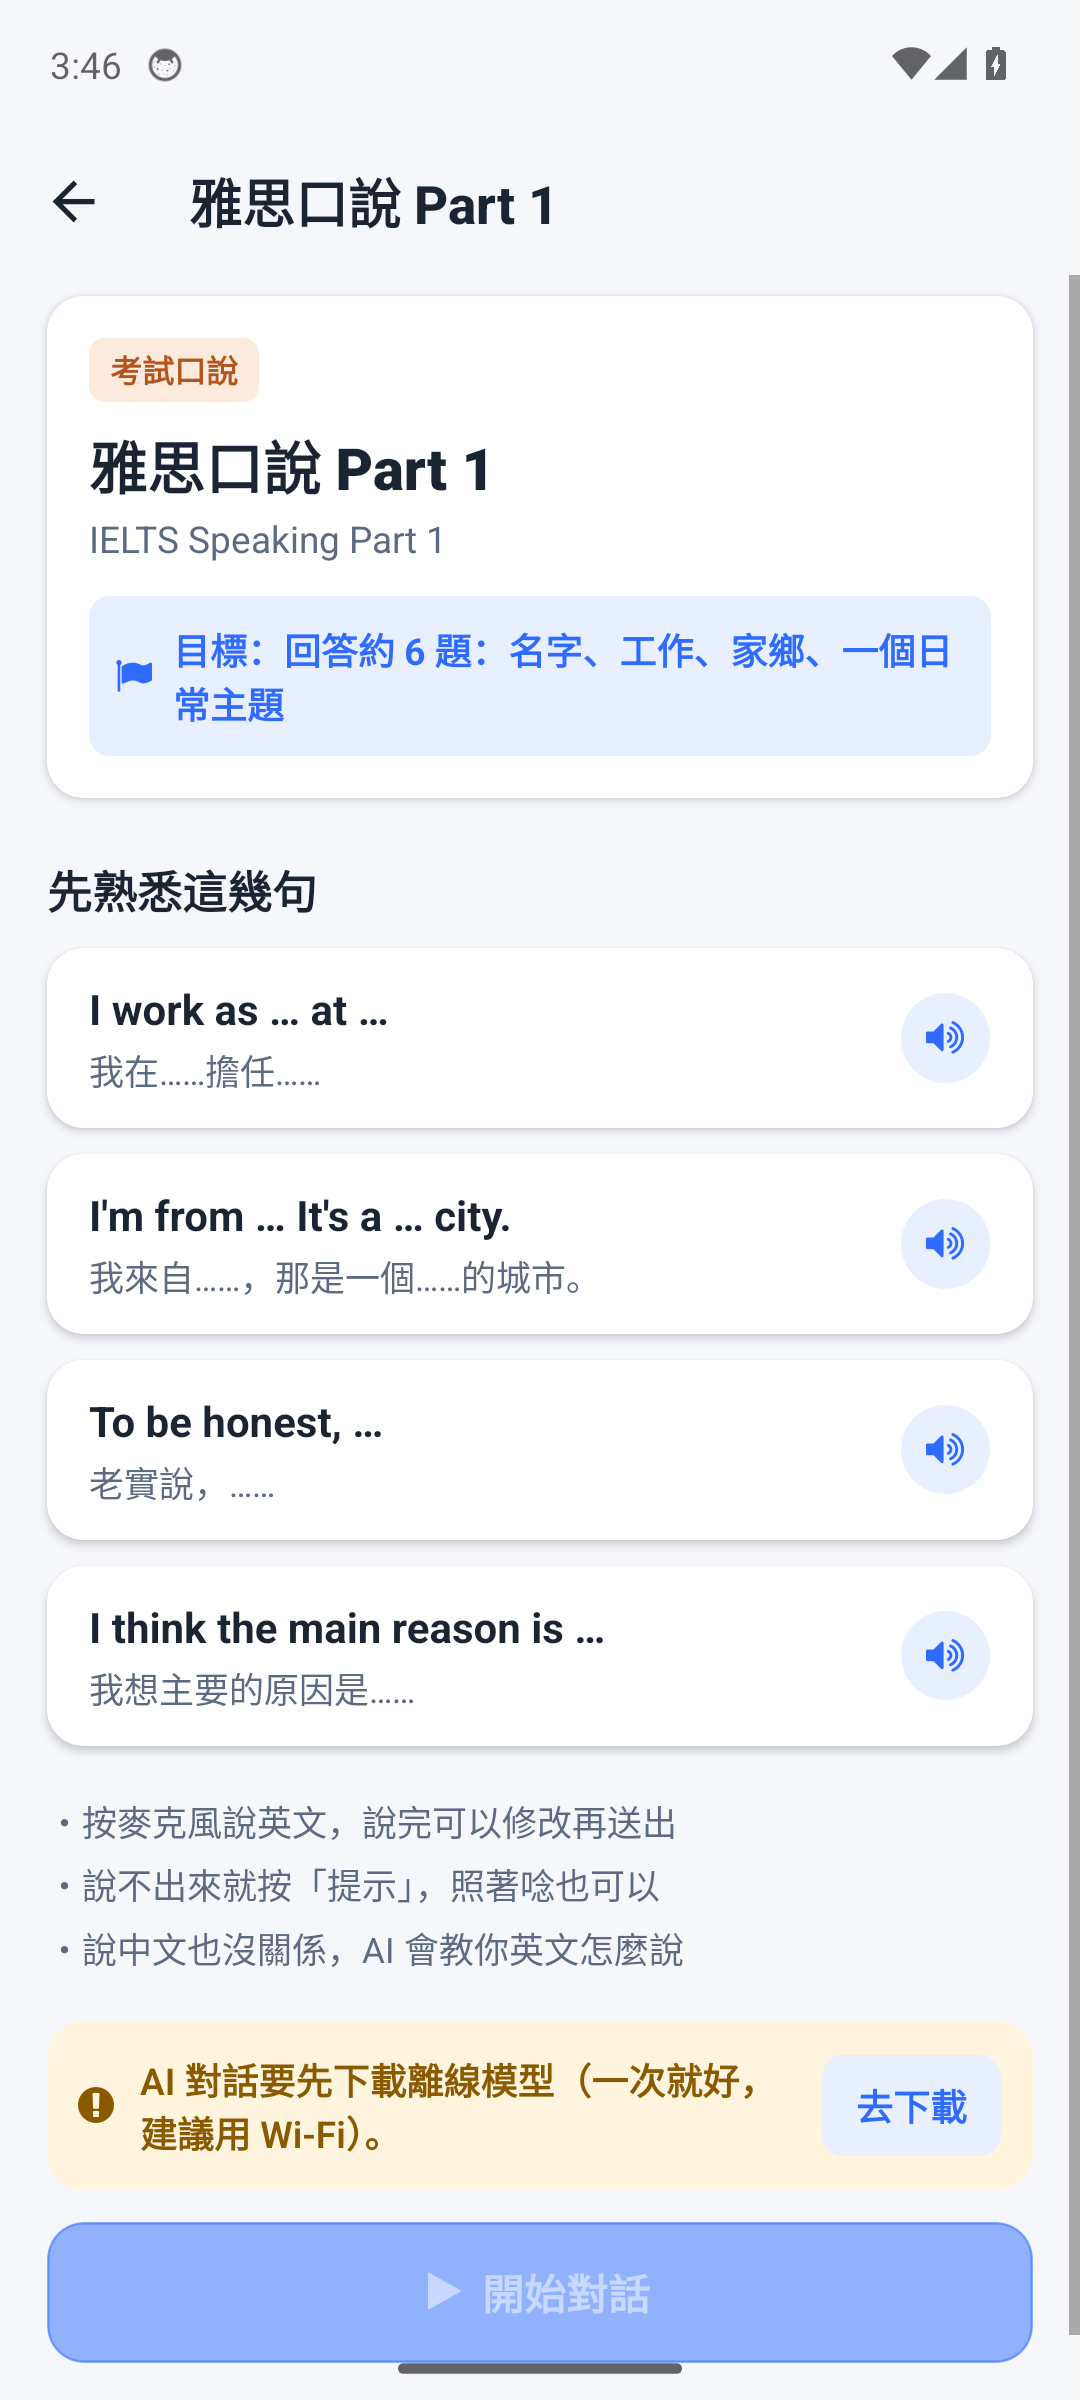 3:46
雅思口說 Part 1
考試口說
雅思口說 Part 1
IELTS Speaking Part 1
目標：回答約 6 題：名字、工作、家鄉、一個日
常主題
先熟悉這幾句
I work as ... at ...
我在……擔任……
I'm from ... It's a ... city.
我來自……，那是一個……的城市。
To be honest, ...
老實說，……
I think the main reason is ...
我想主要的原因是……
・按麥克風說英文，說完可以修改再送出
・說不出來就按「提示」，照著唸也可以
・說中文也沒關係，AI 會教你英文怎麼說
AI 對話要先下載離線模型（一次就好，
建議用 Wi-Fi）。
去下載
開始對話